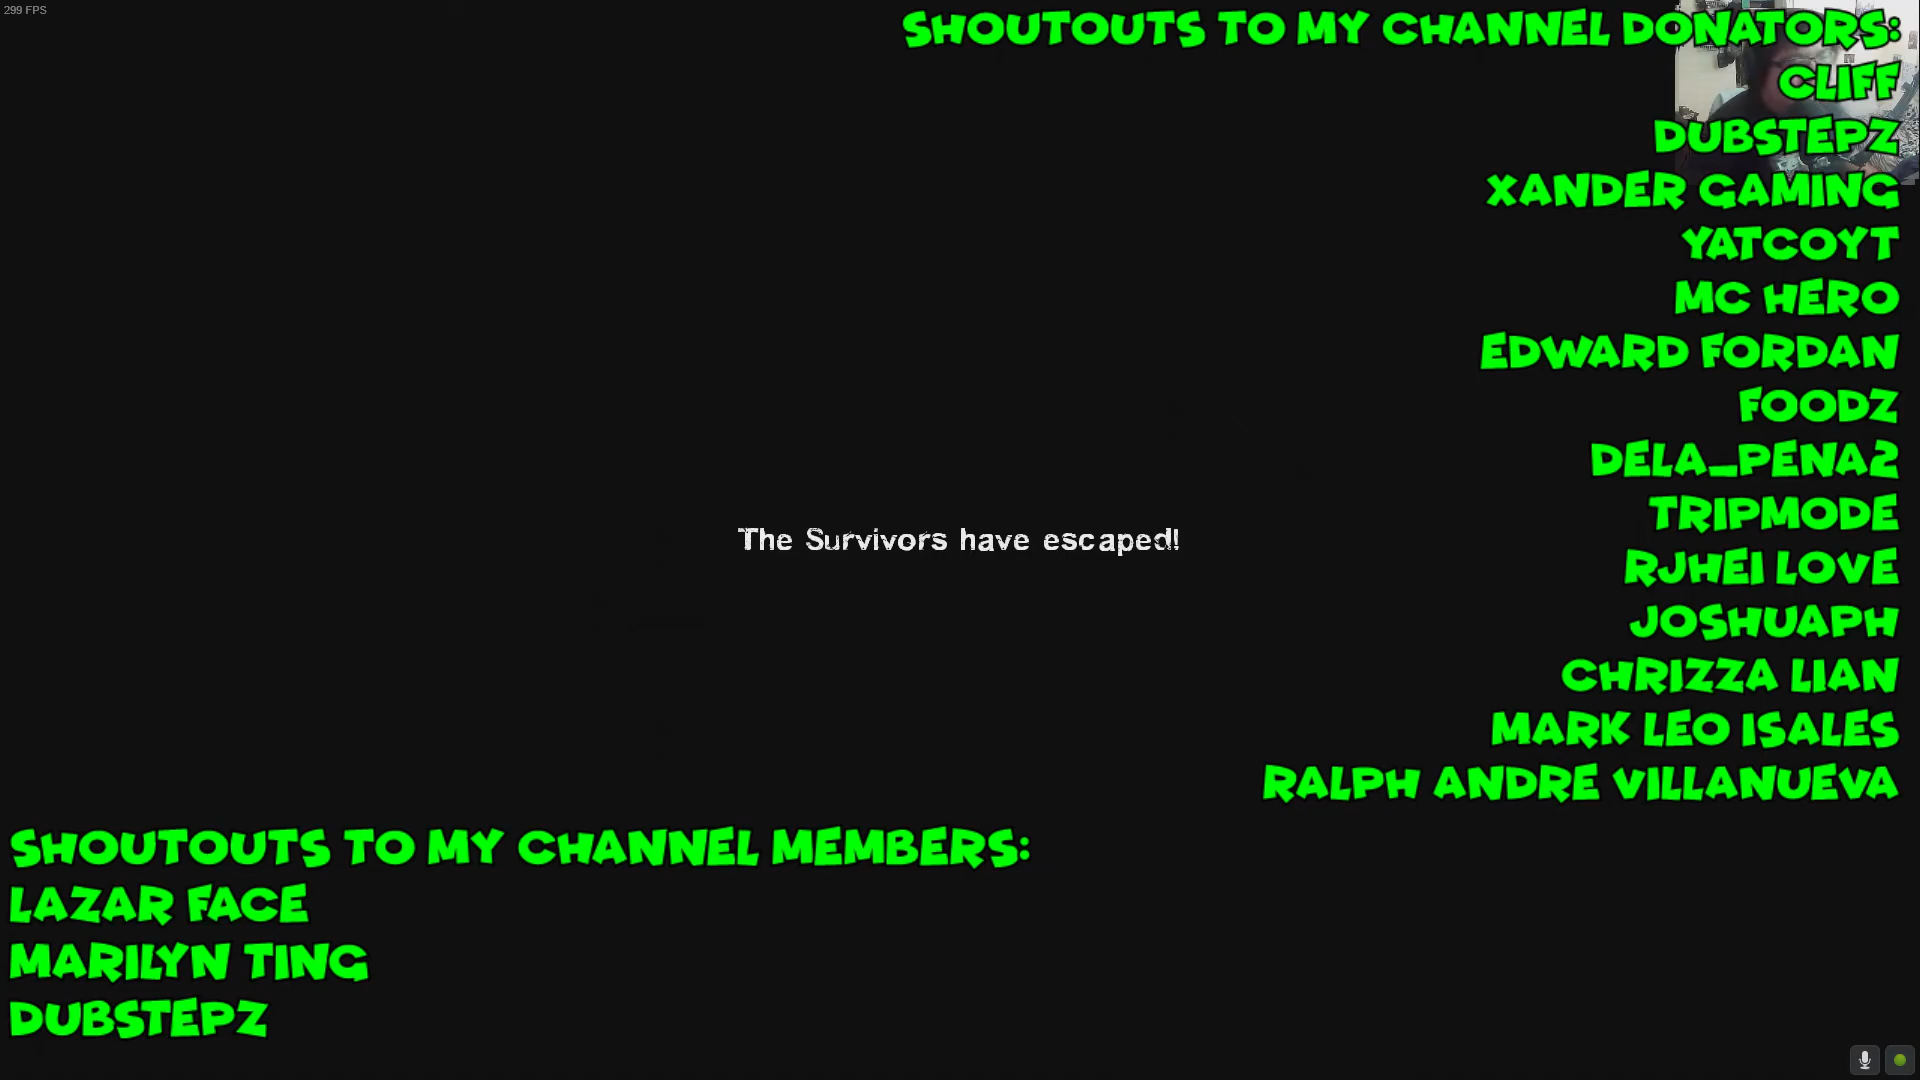 299 FPS
SHOUTOUTS TO MY CHANNEL DONATORS:
CLIFF
DUBSTEPZ
XANDER GAMING
YATCOYT
MC HERO
EDWARD FORDAN
FOODZ
DELA_PENA2
TRIPMODE
RJHEI LOVE
JOSHUAPH
CHRIZZA LIAN
MARK LEO ISALES
RALPH ANDRE VILLANUEVA
The Survivors have escaped!
SHOUTOUTS TO MY CHANNEL MEMBERS:
LAZAR FACE
MARILYN TING
DUBSTEPZ